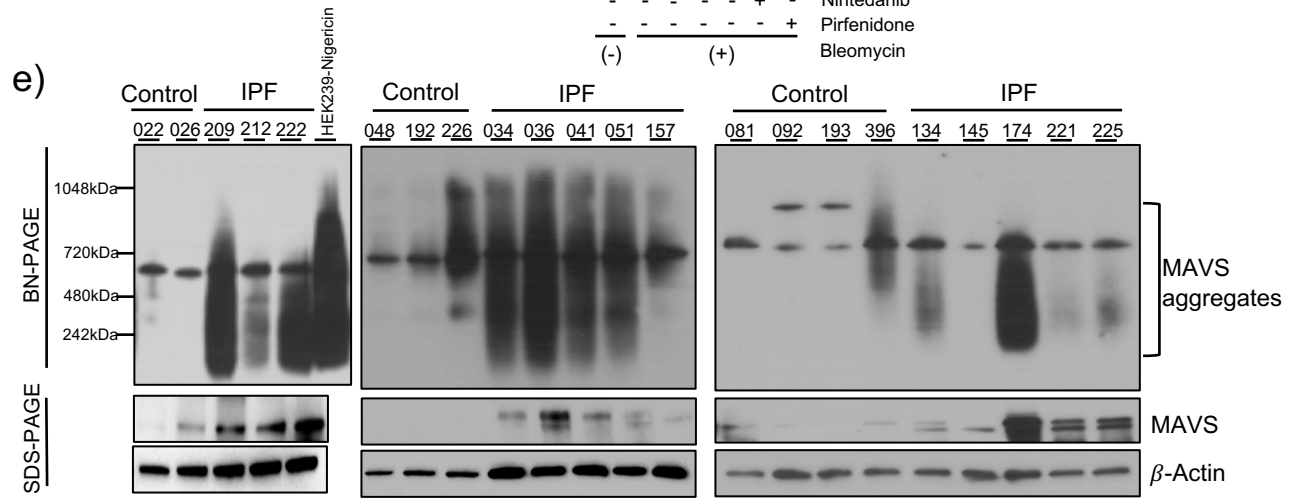 - - - - + - Nintedanib
- - - - - + Pirfenidone
(-) (+) Bleomycin
e)
Control IPF HEK239-Nigericin Control IPF Control IPF
022 026 209 212 222 048 192 226 034 036 041 051 157 081 092 193 396 134 145 174 221 225
BN-PAGE
1048kDa
720kDa
480kDa
242kDa
MAVS
aggregates
SDS-PAGE
MAVS
β-Actin